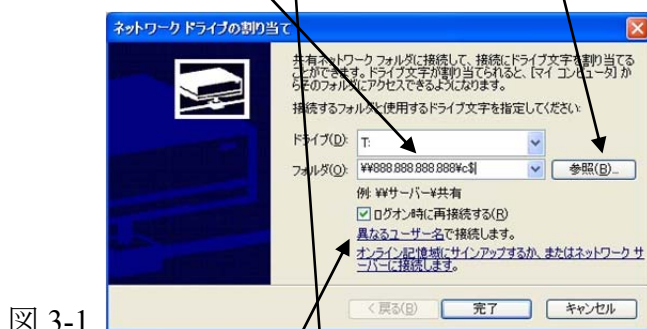 ネットワーク ドライブの割り当て
共有ネットワーク フォルダに接続して、接続にドライブ文字を割り当てる
ことができます。ドライブ文字が割り当てられると、[マイ コンピュータ] か
らそのフォルダにアクセスできるようになります。
接続するフォルダと使用するドライブ文字を指定してください:
ドライブ(D): T:
フォルダ(O): ¥¥888.888.888.888¥c$ 参照(B)...
例: ¥¥サーバー¥共有
ログオン時に再接続する(R)
異なるユーザー名で接続します。
オンライン記憶域にサインアップするか、またはネットワーク サ
ーバーに接続します。
< 戻る(B) 完了 キャンセル
図 3-1